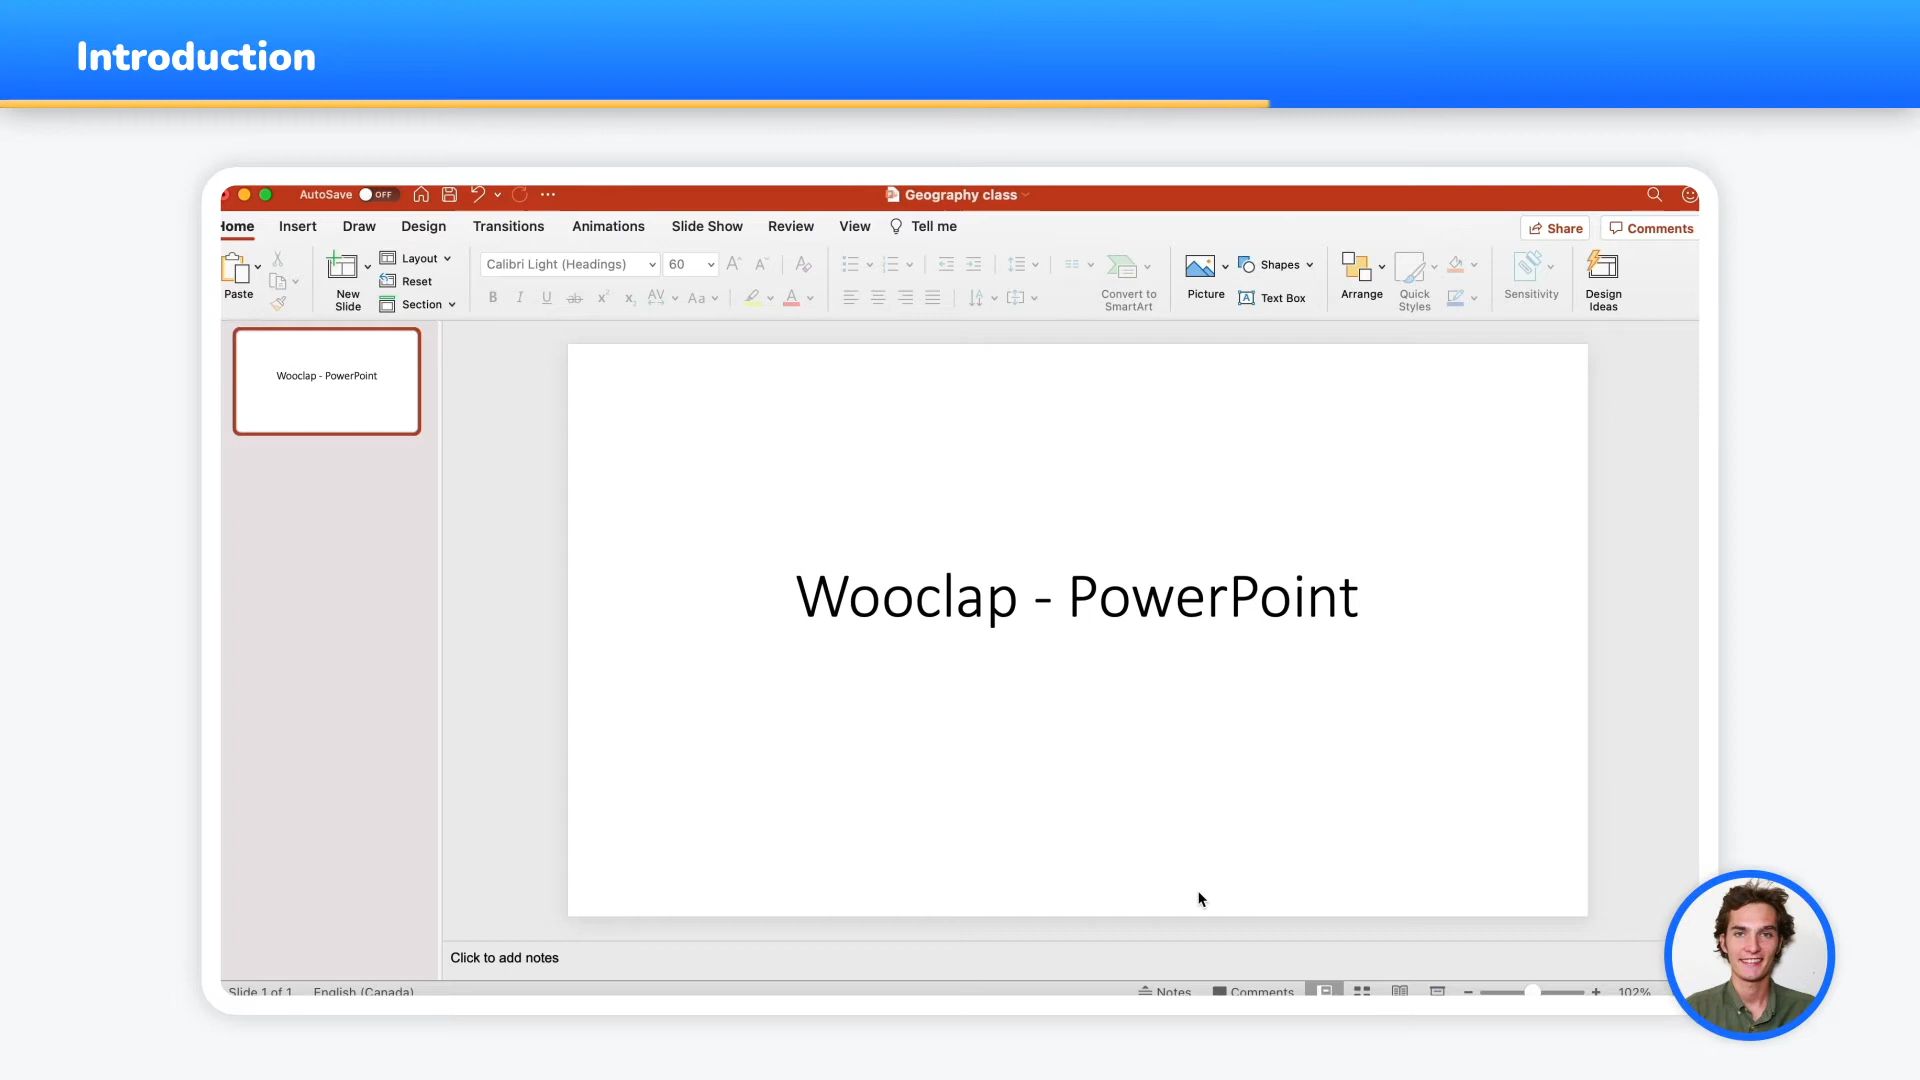 Introduction
AutoSave OFF
Geography class
Home Insert Draw Design Transitions Animations Slide Show Review View Tell me
Share Comments
Paste
New Slide
Layout
Reset
Section
Calibri Light (Headings) 60
Convert to SmartArt
Picture
Shapes
Text Box
Arrange
Quick Styles
Sensitivity
Design Ideas
Wooclap - PowerPoint
Wooclap - PowerPoint
Click to add notes
Slide 1 of 1 English (Canada) Notes Comments 102%